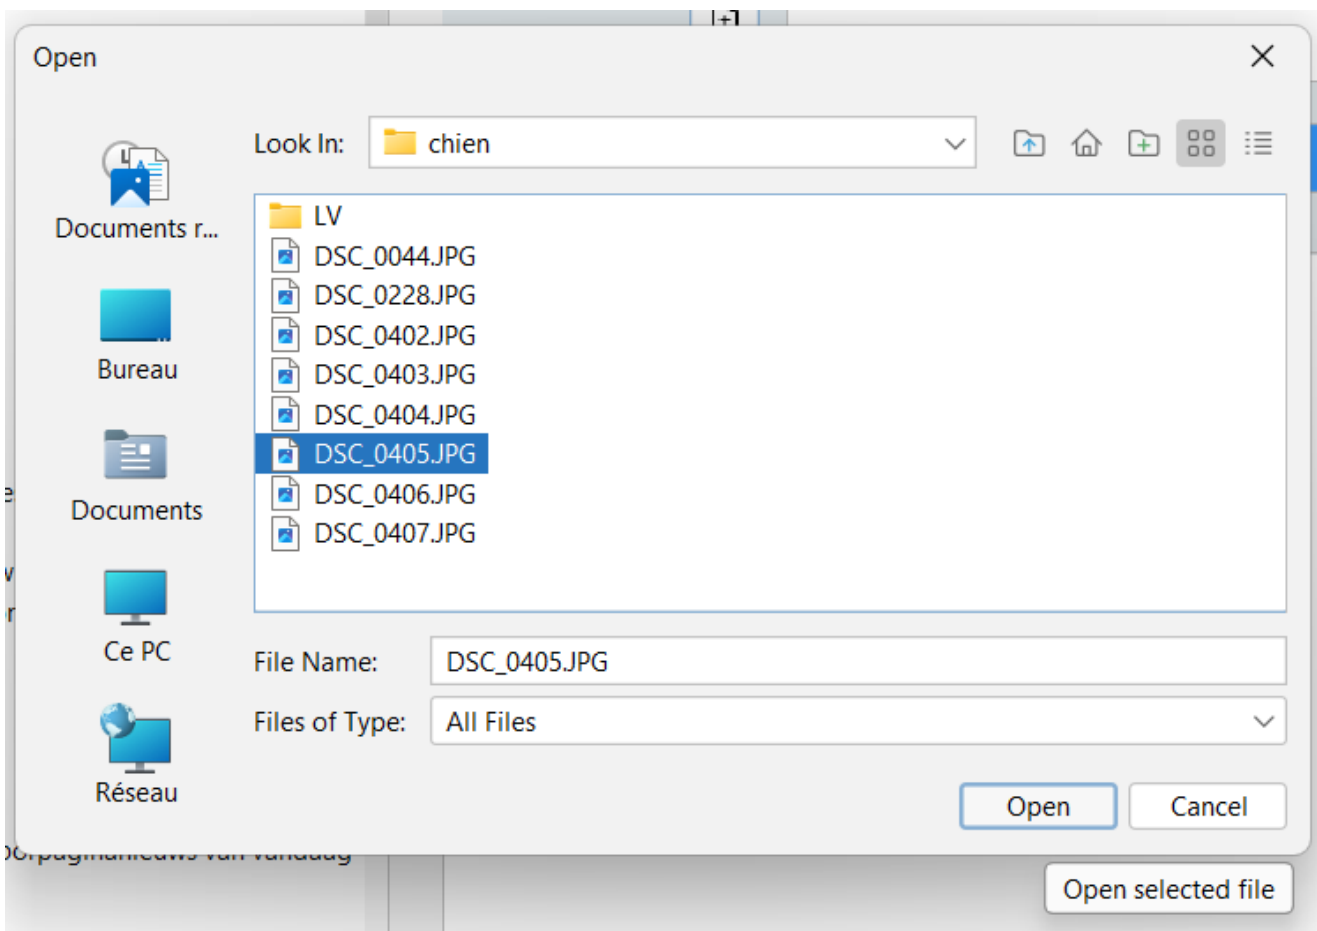 Open
Look In:
chien
Documents r...
Bureau
Documents
Ce PC
Réseau
LV
DSC_0044.JPG
DSC_0228.JPG
DSC_0402.JPG
DSC_0403.JPG
DSC_0404.JPG
DSC_0405.JPG
DSC_0406.JPG
DSC_0407.JPG
File Name:
DSC_0405.JPG
Files of Type:
All Files
Open
Cancel
van vandaag
Open selected file